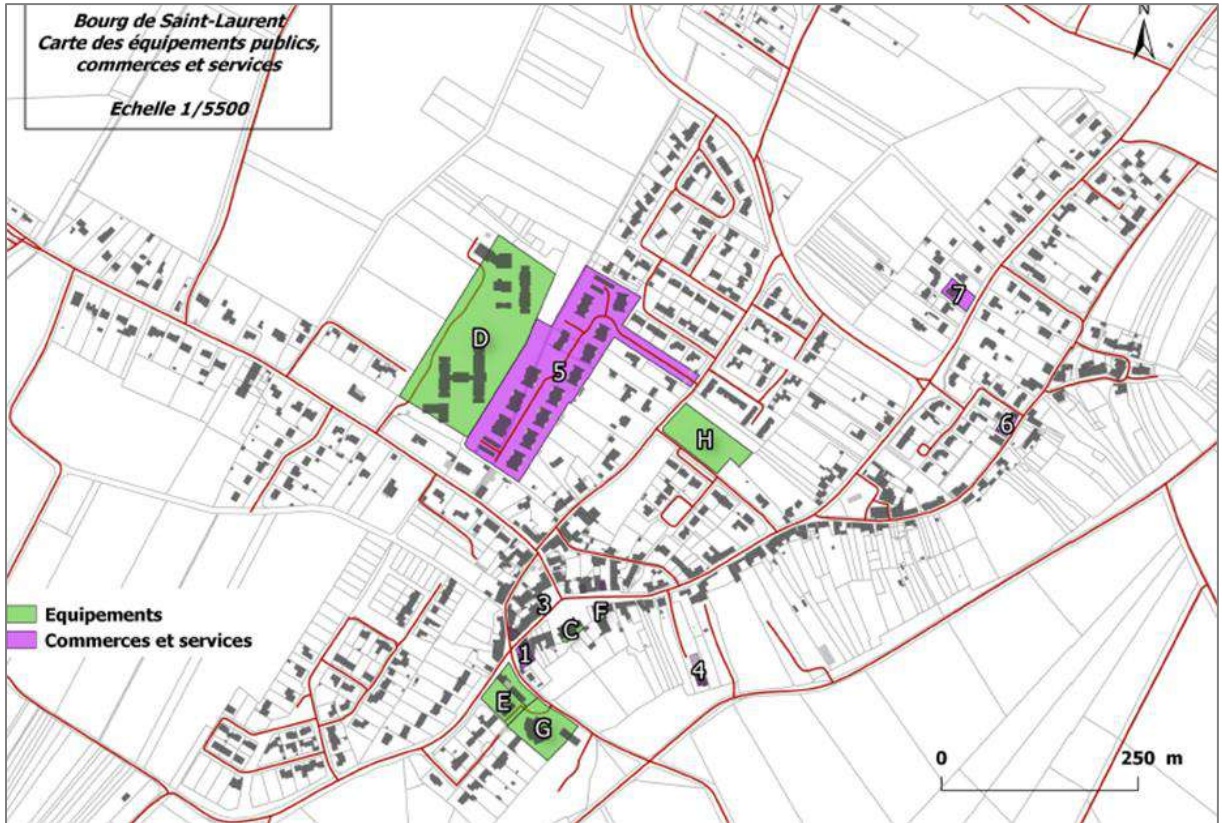 Bourg de Saint-Laurent
Carte des équipements publics,
commerces et services
Echelle 1/5500
N
7
D
5
6
H
3
F
C
1
4
E
G
Equipements
Commerces et services
0 250 m